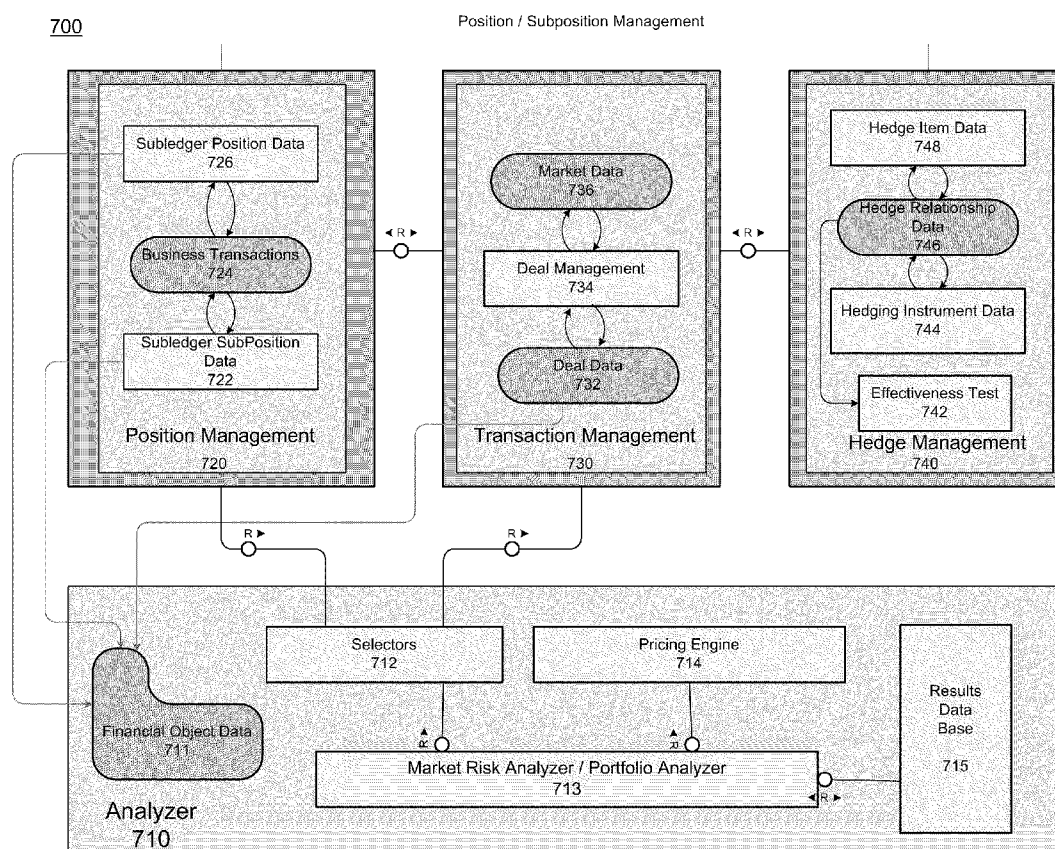 700
Position / Subposition Management
Subledger Position Data
726
Business Transactions
724
Subledger SubPosition
Data
722
Position Management
720
R
Market Data
736
Deal Management
734
Deal Data
732
Transaction Management
730
R
Hedge Item Data
748
Hedge Relationship
Data
746
Hedging Instrument Data
744
Effectiveness Test
742
Hedge Management
740
R
R
Selectors
712
Pricing Engine
714
Results
Data
Base
715
Financial Object Data
711
R
R
Market Risk Analyzer / Portfolio Analyzer
713
R
Analyzer
710